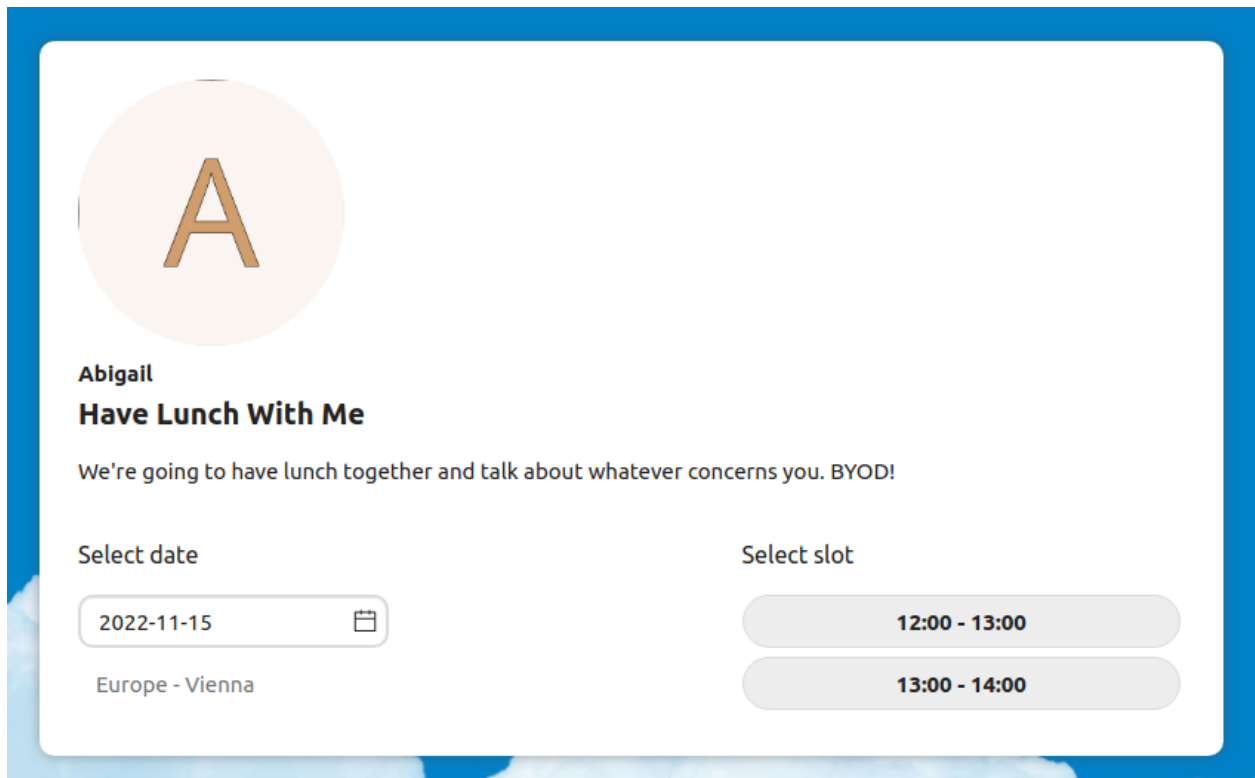 A
Abigail
Have Lunch With Me
We're going to have lunch together and talk about whatever concerns you. BYOD!
Select date
2022-11-15
Europe - Vienna
Select slot
12:00 - 13:00
13:00 - 14:00